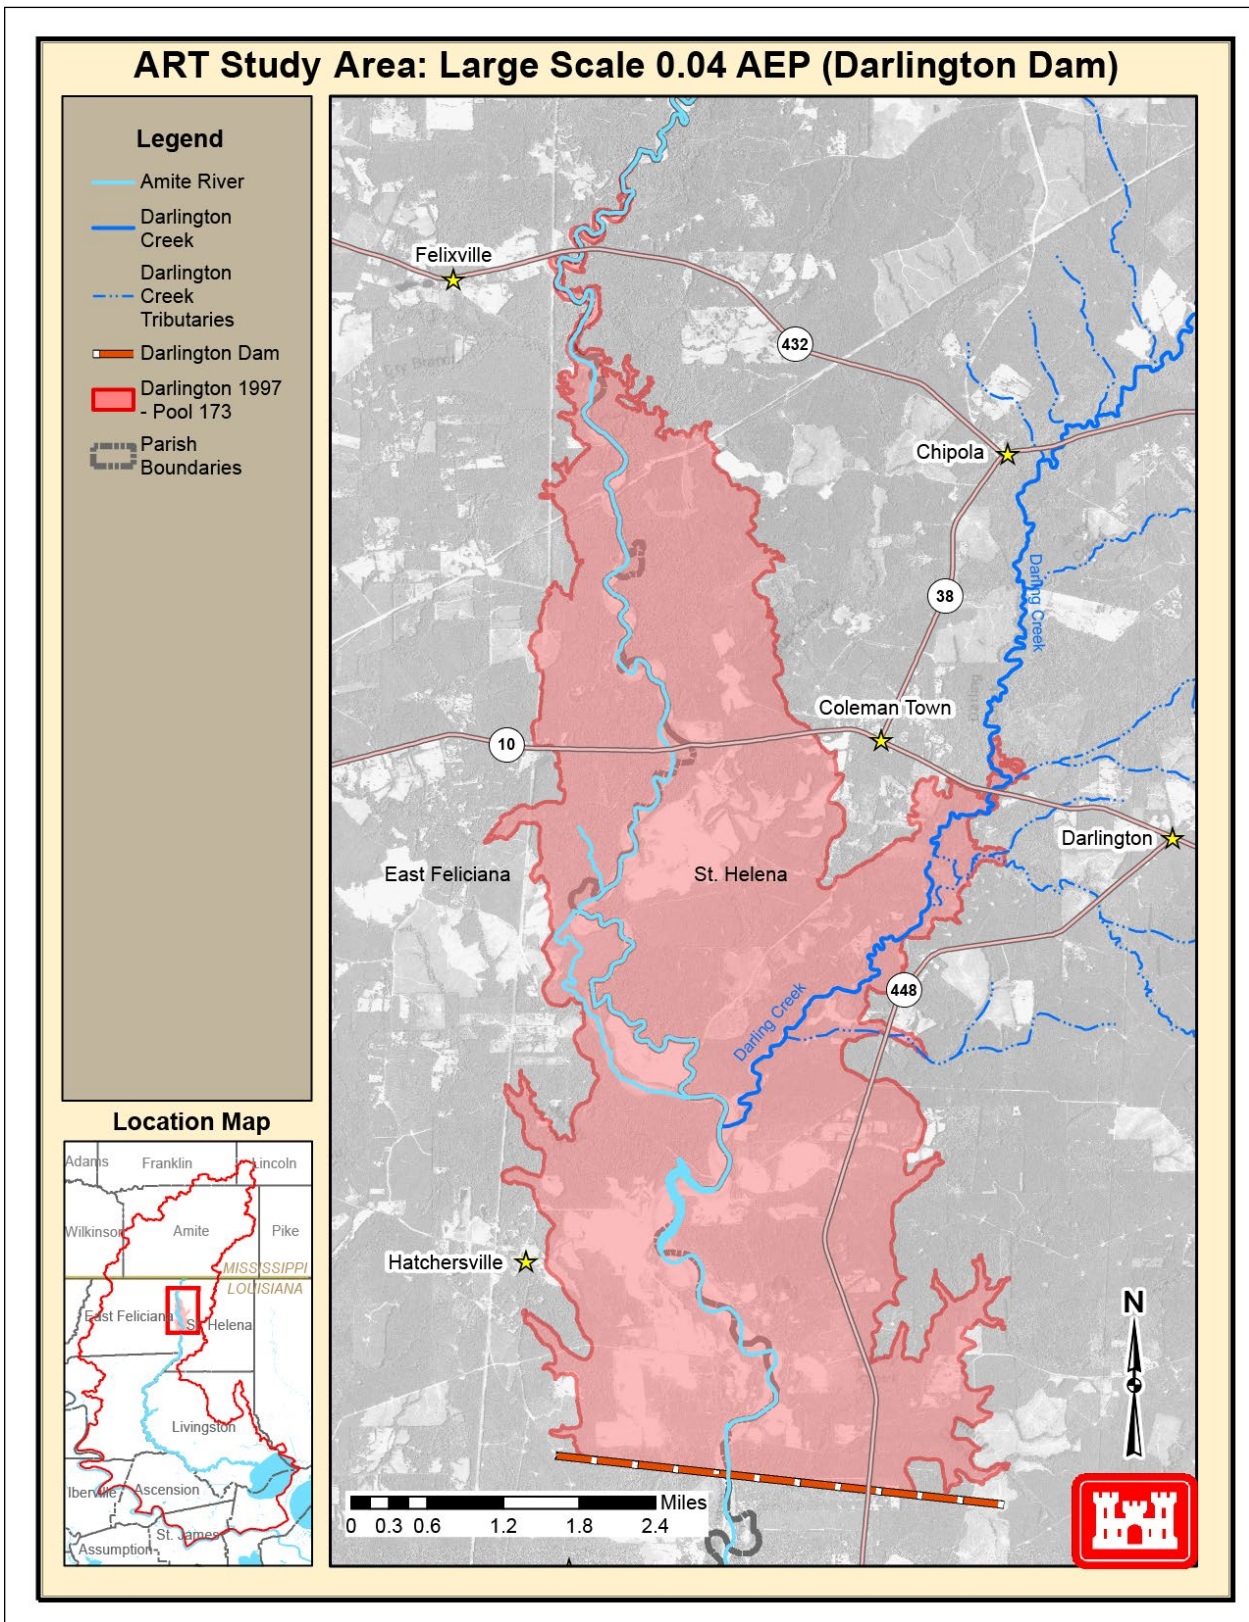 ART Study Area: Large Scale 0.04 AEP (Darlington Dam)
Legend
Amite River
Darlington
Creek
Darlington
Creek
Tributaries
Darlington Dam
Darlington 1997
- Pool 173
Parish
Boundaries
Felixville
432
Chipola
38
Darling Creek
Darling
Coleman Town
10
Darlington
East Feliciana
St. Helena
448
Darling Creek
Hatchersville
N
Miles
0 0.3 0.6 1.2 1.8 2.4
Location Map
Adams
Franklin
Lincoln
Wilkinson
Amite
Pike
MISSISSIPPI
LOUISIANA
East Feliciana
St. Helena
Livingston
Iberville
Ascension
St. James
Assumption